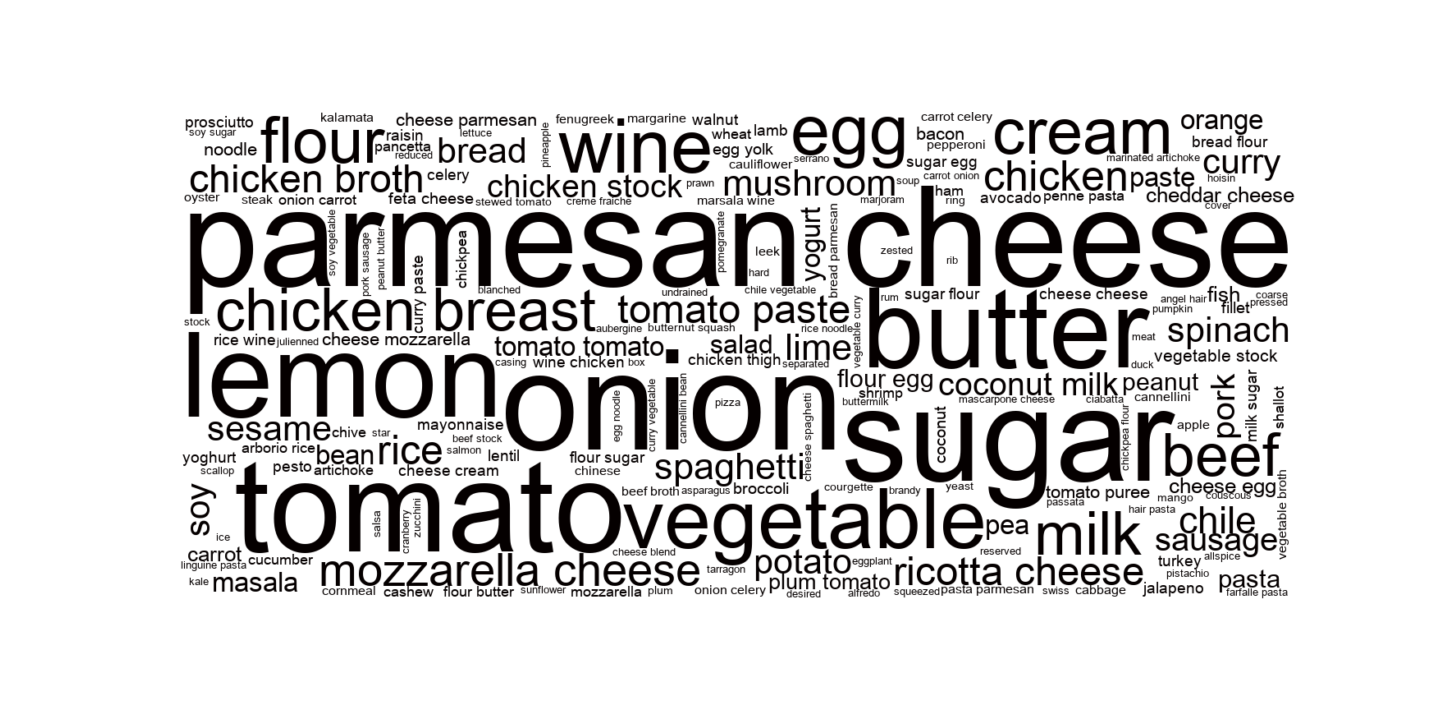 prosciutto
kalamata
cheese parmesan
fenugreek
margarine
walnut
carrot celery
orange
soy sugar
flour
raisin
lettuce
pineapple
wine
wheat
lamb
egg
bacon
cream
bread flour
noodle
pancetta
reduced
bread
egg yolk
pepperoni
cauliflower
serrano
sugar egg
marinated artichoke
curry
chicken broth
celery
chicken stock
prawn
mushroom
soup
carrot onion
chicken
paste
hoisin
oyster
steak
onion carrot
feta cheese
stewed tomato
creme fraiche
marsala wine
marjoram
ham
ring
avocado
penne pasta
cheddar cheese
cover
parmesan cheese
soy vegetable
pork sausage
peanut butter
curry paste
chickpea
pomegranate
leek
hard
yogurt
bread parmesan
zested
rib
blanched
undrained
chile vegetable
stock
chicken breast
aubergine
tomato paste
butternut squash
rice noodle
vegetable curry
rum
sugar flour
butter
cheese cheese
angel hair
fish
coarse
pumpkin
fillet
pressed
spinach
rice wine
julienned
cheese mozzarella
tomato tomato
salad
lime
meat
vegetable stock
casing
wine chicken
box
chicken thigh
separated
duck
lemon
onion
egg noodle
curry vegetable
cannellini bean
pizza
flour egg
shrimp
buttermilk
coconut milk
peanut
mascarpone cheese
ciabatta
cannellini
pork
milk sugar
shallot
sesame
chive
star
mayonnaise
cheese spaghetti
sugar
coconut
chickpea flour
apple
arborio rice
bean
rice
beef stock
salmon
lentil
flour sugar
chinese
spaghetti
beef
yoghurt
scallop
pesto
artichoke
cheese cream
cheese egg
soy
tomato
salsa
cranberry
zucchini
beef broth
asparagus
broccoli
courgette
brandy
yeast
tomato puree
passata
mango
couscous
vegetable broth
vegetable
pea
milk
hair pasta
chile
sausage
ice
carrot
cucumber
cheese blend
reserved
allspice
linguine pasta
mozzarella cheese
tarragon
potato
eggplant
ricotta cheese
turkey
pistachio
kale
masala
cornmeal
cashew
flour butter
sunflower
mozzarella
plum
onion celery
plum tomato
desired
alfredo
squeezed
pasta parmesan
swiss
cabbage
jalapeno
pasta
farfalle pasta